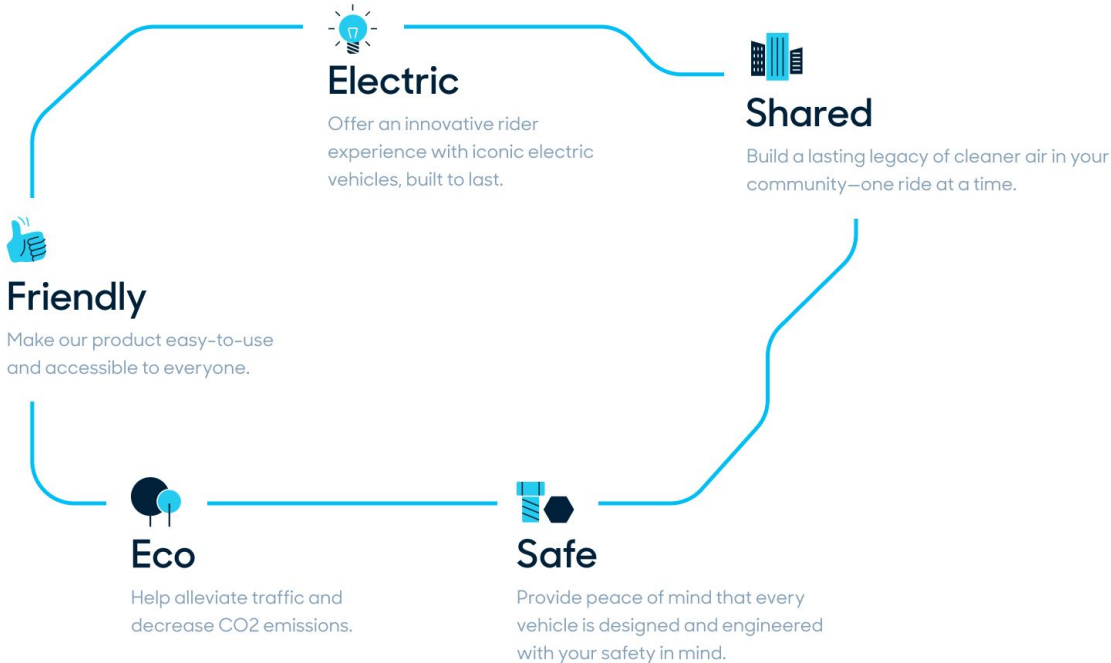 Electric
Offer an innovative rider
experience with iconic electric
vehicles, built to last.
Shared
Build a lasting legacy of cleaner air in your
community—one ride at a time.
Friendly
Make our product easy-to-use
and accessible to everyone.
Eco
Help alleviate traffic and
decrease CO2 emissions.
Safe
Provide peace of mind that every
vehicle is designed and engineered
with your safety in mind.